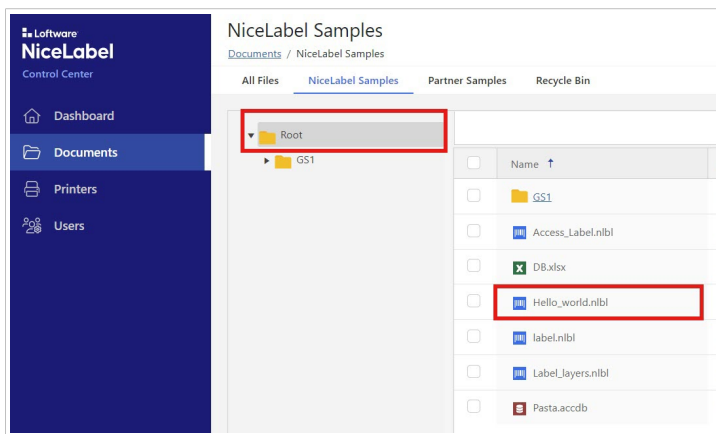 Loftware
NiceLabel
Control Center
Dashboard
Documents
Printers
Users
NiceLabel Samples
Documents / NiceLabel Samples
All Files NiceLabel Samples Partner Samples Recycle Bin
Root
GS1
Name ↑
GS1
Access_Label.nlbl
DB.xlsx
Hello_world.nlbl
label.nlbl
Label_layers.nlbl
Pasta.accdb